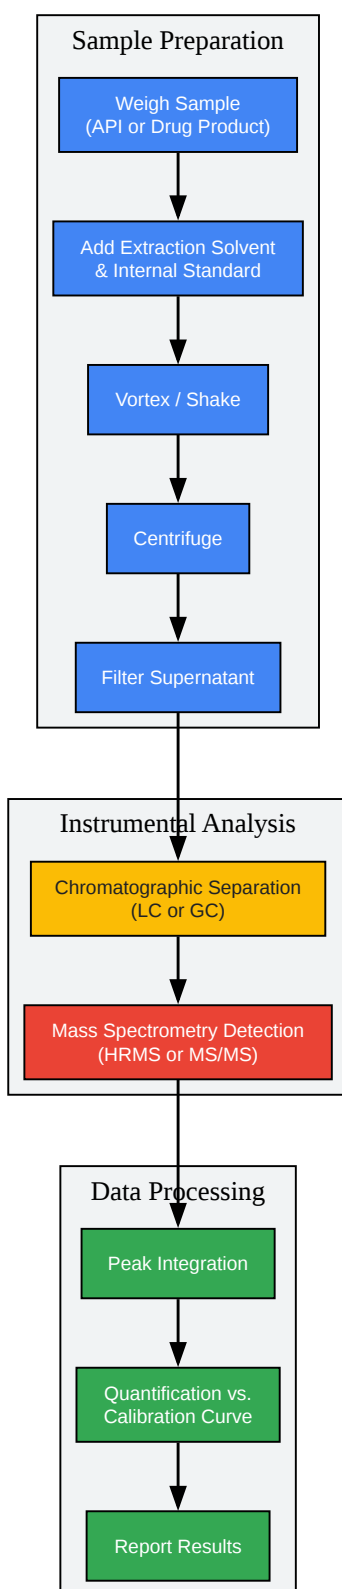 Sample Preparation
Weigh Sample
(API or Drug Product)
Add Extraction Solvent
& Internal Standard
Vortex / Shake
Centrifuge
Filter Supernatant
Instrumental Analysis
Chromatographic Separation
(LC or GC)
Mass Spectrometry Detection
(HRMS or MS/MS)
Data Processing
Peak Integration
Quantification vs.
Calibration Curve
Report Results